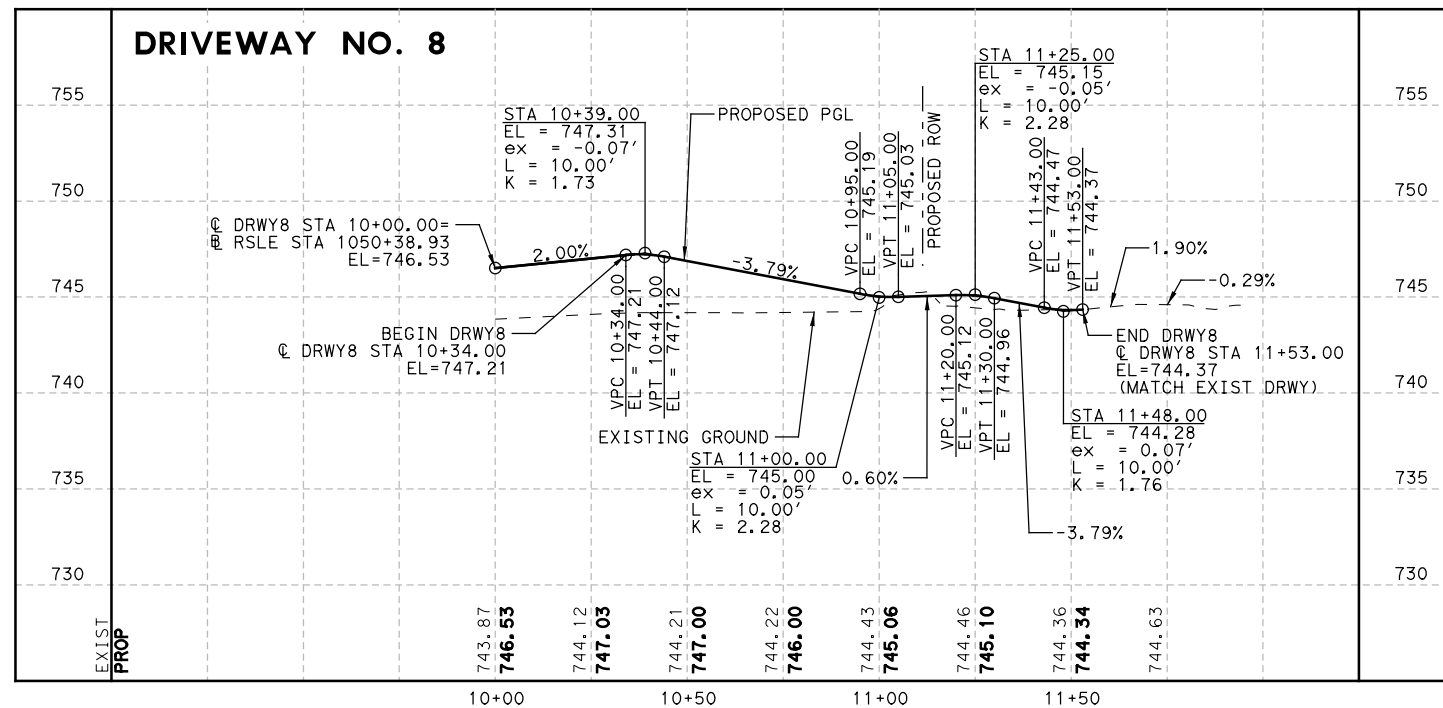 DRIVEWAY NO. 8
755
750
745
740
735
730
755
750
745
740
735
730
STA 10+39.00
EL = 747.31
ex = -0.07'
L = 10.00'
K = 1.73
PROPOSED PGL
℄ DRWY8 STA 10+00.00=
B̲L̲ RSLE STA 1050+38.93
EL=746.53
2.00%
-3.79%
BEGIN DRWY8
℄ DRWY8 STA 10+34.00
EL=747.21
VPC 10+34.00
EL = 747.21
VPT 10+44.00
EL = 747.12
EXISTING GROUND
VPC 10+95.00
EL = 745.19
VPT 11+05.00
EL = 745.03
PROPOSED ROW
STA 11+00.00
EL = 745.00
ex = 0.05'
L = 10.00'
K = 2.28
0.60%
STA 11+25.00
EL = 745.15
ex = -0.05'
L = 10.00'
K = 2.28
VPC 11+20.00
EL = 745.12
VPT 11+30.00
EL = 744.96
VPC 11+43.00
EL = 744.47
VPT 11+53.00
EL = 744.37
1.90%
-0.29%
END DRWY8
℄ DRWY8 STA 11+53.00
EL=744.37
(MATCH EXIST DRWY)
STA 11+48.00
EL = 744.28
ex = 0.07'
L = 10.00'
K = 1.76
-3.79%
EXIST
PROP
743.87
746.53
744.12
747.03
744.21
747.00
744.22
746.00
744.43
745.06
744.46
745.10
744.36
744.34
744.63
10+00
10+50
11+00
11+50